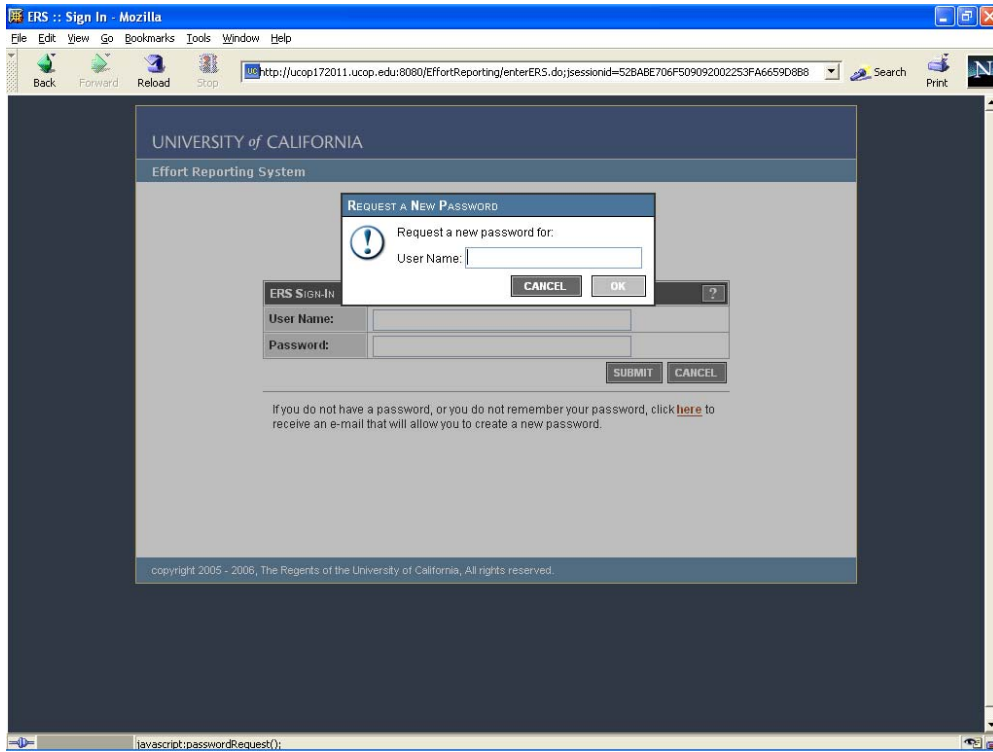 ERS :: Sign In - Mozilla
File Edit View Go Bookmarks Tools Window Help
Back Forward Reload Stop
http://ucop172011.ucop.edu:8080/EffortReporting/enterERS.do;jsessionid=52BABE706F509092002253FA6659D8B8
Search Print N
UNIVERSITY of CALIFORNIA
Effort Reporting System
REQUEST A NEW PASSWORD
Request a new password for:
User Name:
CANCEL OK
ERS SIGN-IN ?
User Name:
Password:
SUBMIT CANCEL
If you do not have a password, or you do not remember your password, click here to
receive an e-mail that will allow you to create a new password.
copyright 2005 - 2006, The Regents of the University of California, All rights reserved.
javascript:passwordRequest();